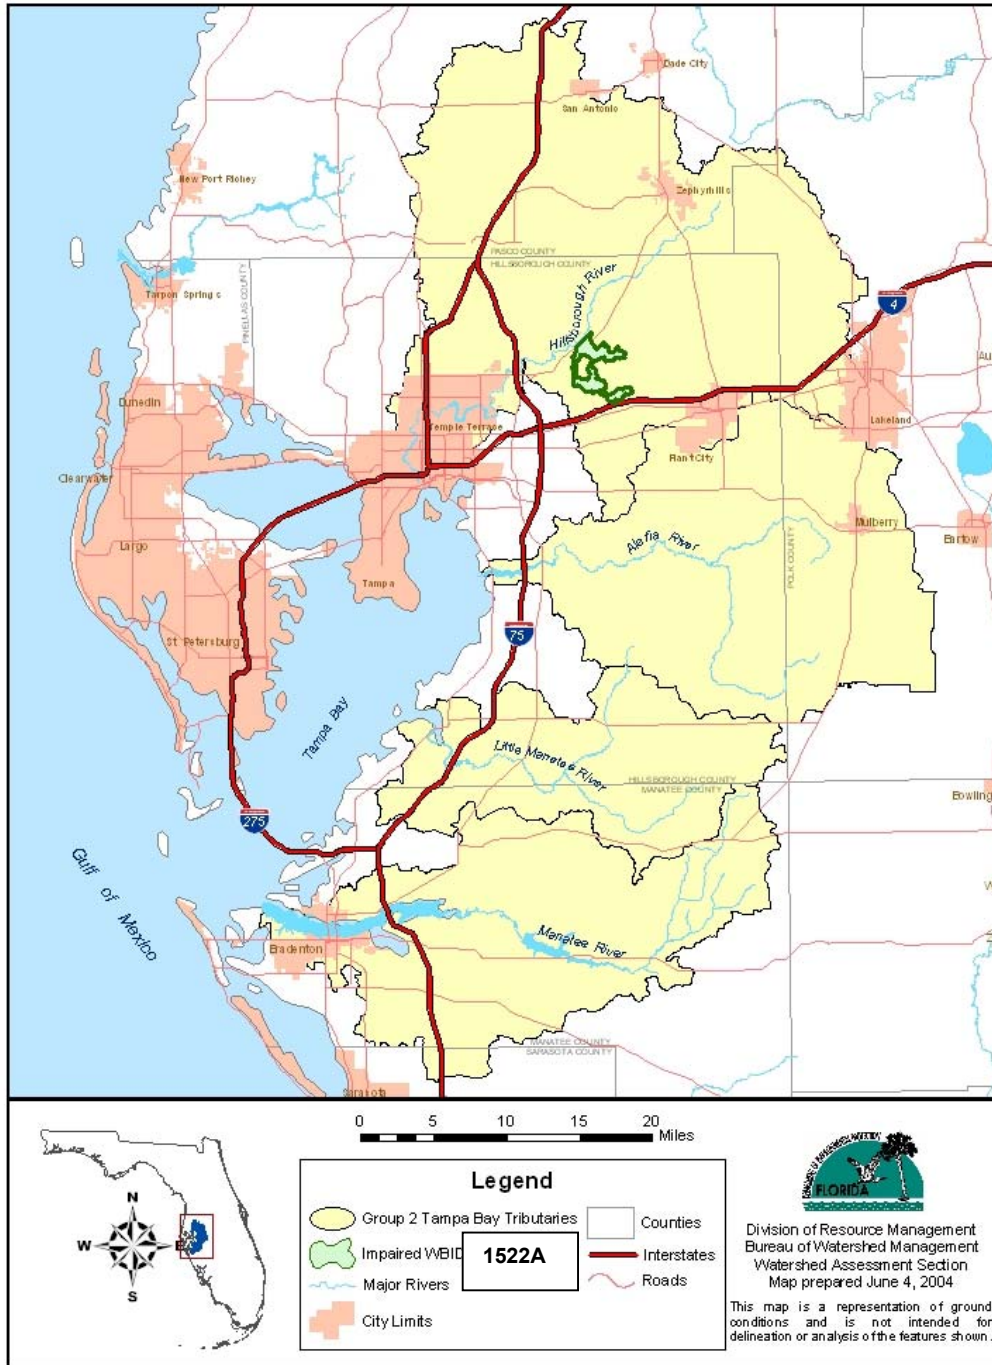 Dade City
San Antonio
New Port Richey
Zephyrhills
PASCO COUNTY
HILLSBOROUGH COUNTY
Hillsborough River
Tarpon Springs
PINELLAS COUNTY
4
Dunedin
Temple Terrace
Lakeland
Plant City
Clearwater
Mulberry
Bartow
Largo
Alafia River
POLK COUNTY
Tampa
75
St Petersburg
Tampa Bay
Little Manatee River
HILLSBOROUGH COUNTY
MANATEE COUNTY
Bowling
275
Gulf of Mexico
Manatee River
Bradenton
MANATEE COUNTY
SARASOTA COUNTY
Sarasota
0 5 10 15 20
Miles
N
W E
S
Legend
Group 2 Tampa Bay Tributaries
Impaired WBID
1522A
Major Rivers
City Limits
Counties
Interstates
Roads
FLORIDA
Division of Resource Management
Bureau of Watershed Management
Watershed Assessment Section
Map prepared June 4, 2004
This map is a representation of ground
conditions and is not intended for
delineation or analysis of the features shown.